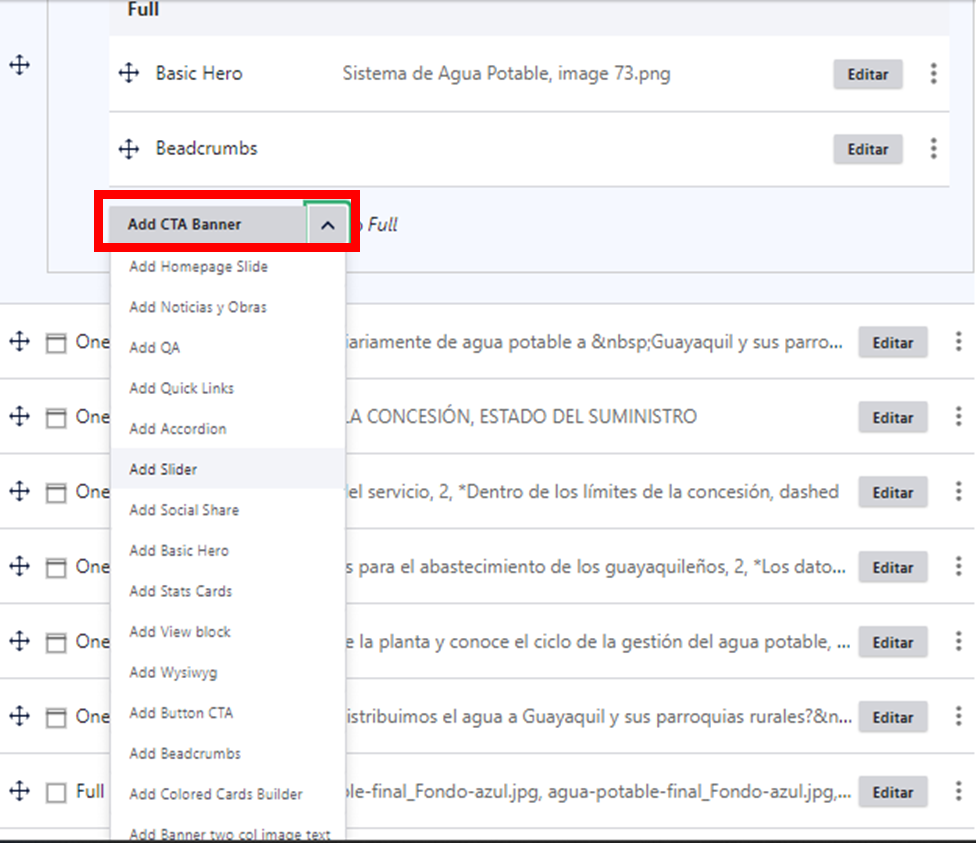 Full
Basic Hero Sistema de Agua Potable, image 73.png Editar
Beadcrumbs Editar
Add CTA Banner Full
Add Homepage Slide
Add Noticias y Obras
One iariamente de agua potable a &nbsp;Guayaquil y sus parro... Editar
Add QA
Add Quick Links
One LA CONCESIÓN, ESTADO DEL SUMINISTRO Editar
Add Accordion
Add Slider
One del servicio, 2, *Dentro de los límites de la concesión, dashed Editar
Add Social Share
Add Basic Hero
One s para el abastecimiento de los guayaquileños, 2, *Los dato... Editar
Add Stats Cards
Add View block
One e la planta y conoce el ciclo de la gestión del agua potable, ... Editar
Add Wysiwyg
Add Button CTA
One istribuimos el agua a Guayaquil y sus parroquias rurales?&n... Editar
Add Beadcrumbs
Full ble-final_Fondo-azul.jpg, agua-potable-final_Fondo-azul.jpg,... Editar
Add Colored Cards Builder
Add Banner two col image text